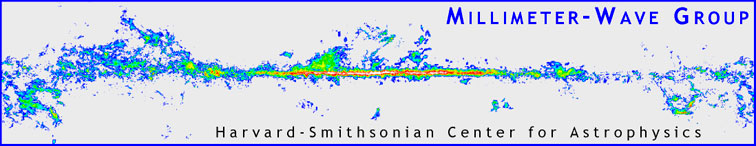 Millimeter-Wave Group
Harvard-Smithsonian Center for Astrophysics